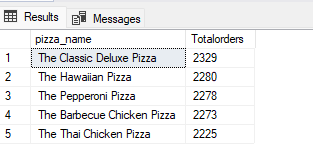 Results Messages
pizza_name Totalorders
1 The Classic Deluxe Pizza 2329
2 The Hawaiian Pizza 2280
3 The Pepperoni Pizza 2278
4 The Barbecue Chicken Pizza 2273
5 The Thai Chicken Pizza 2225